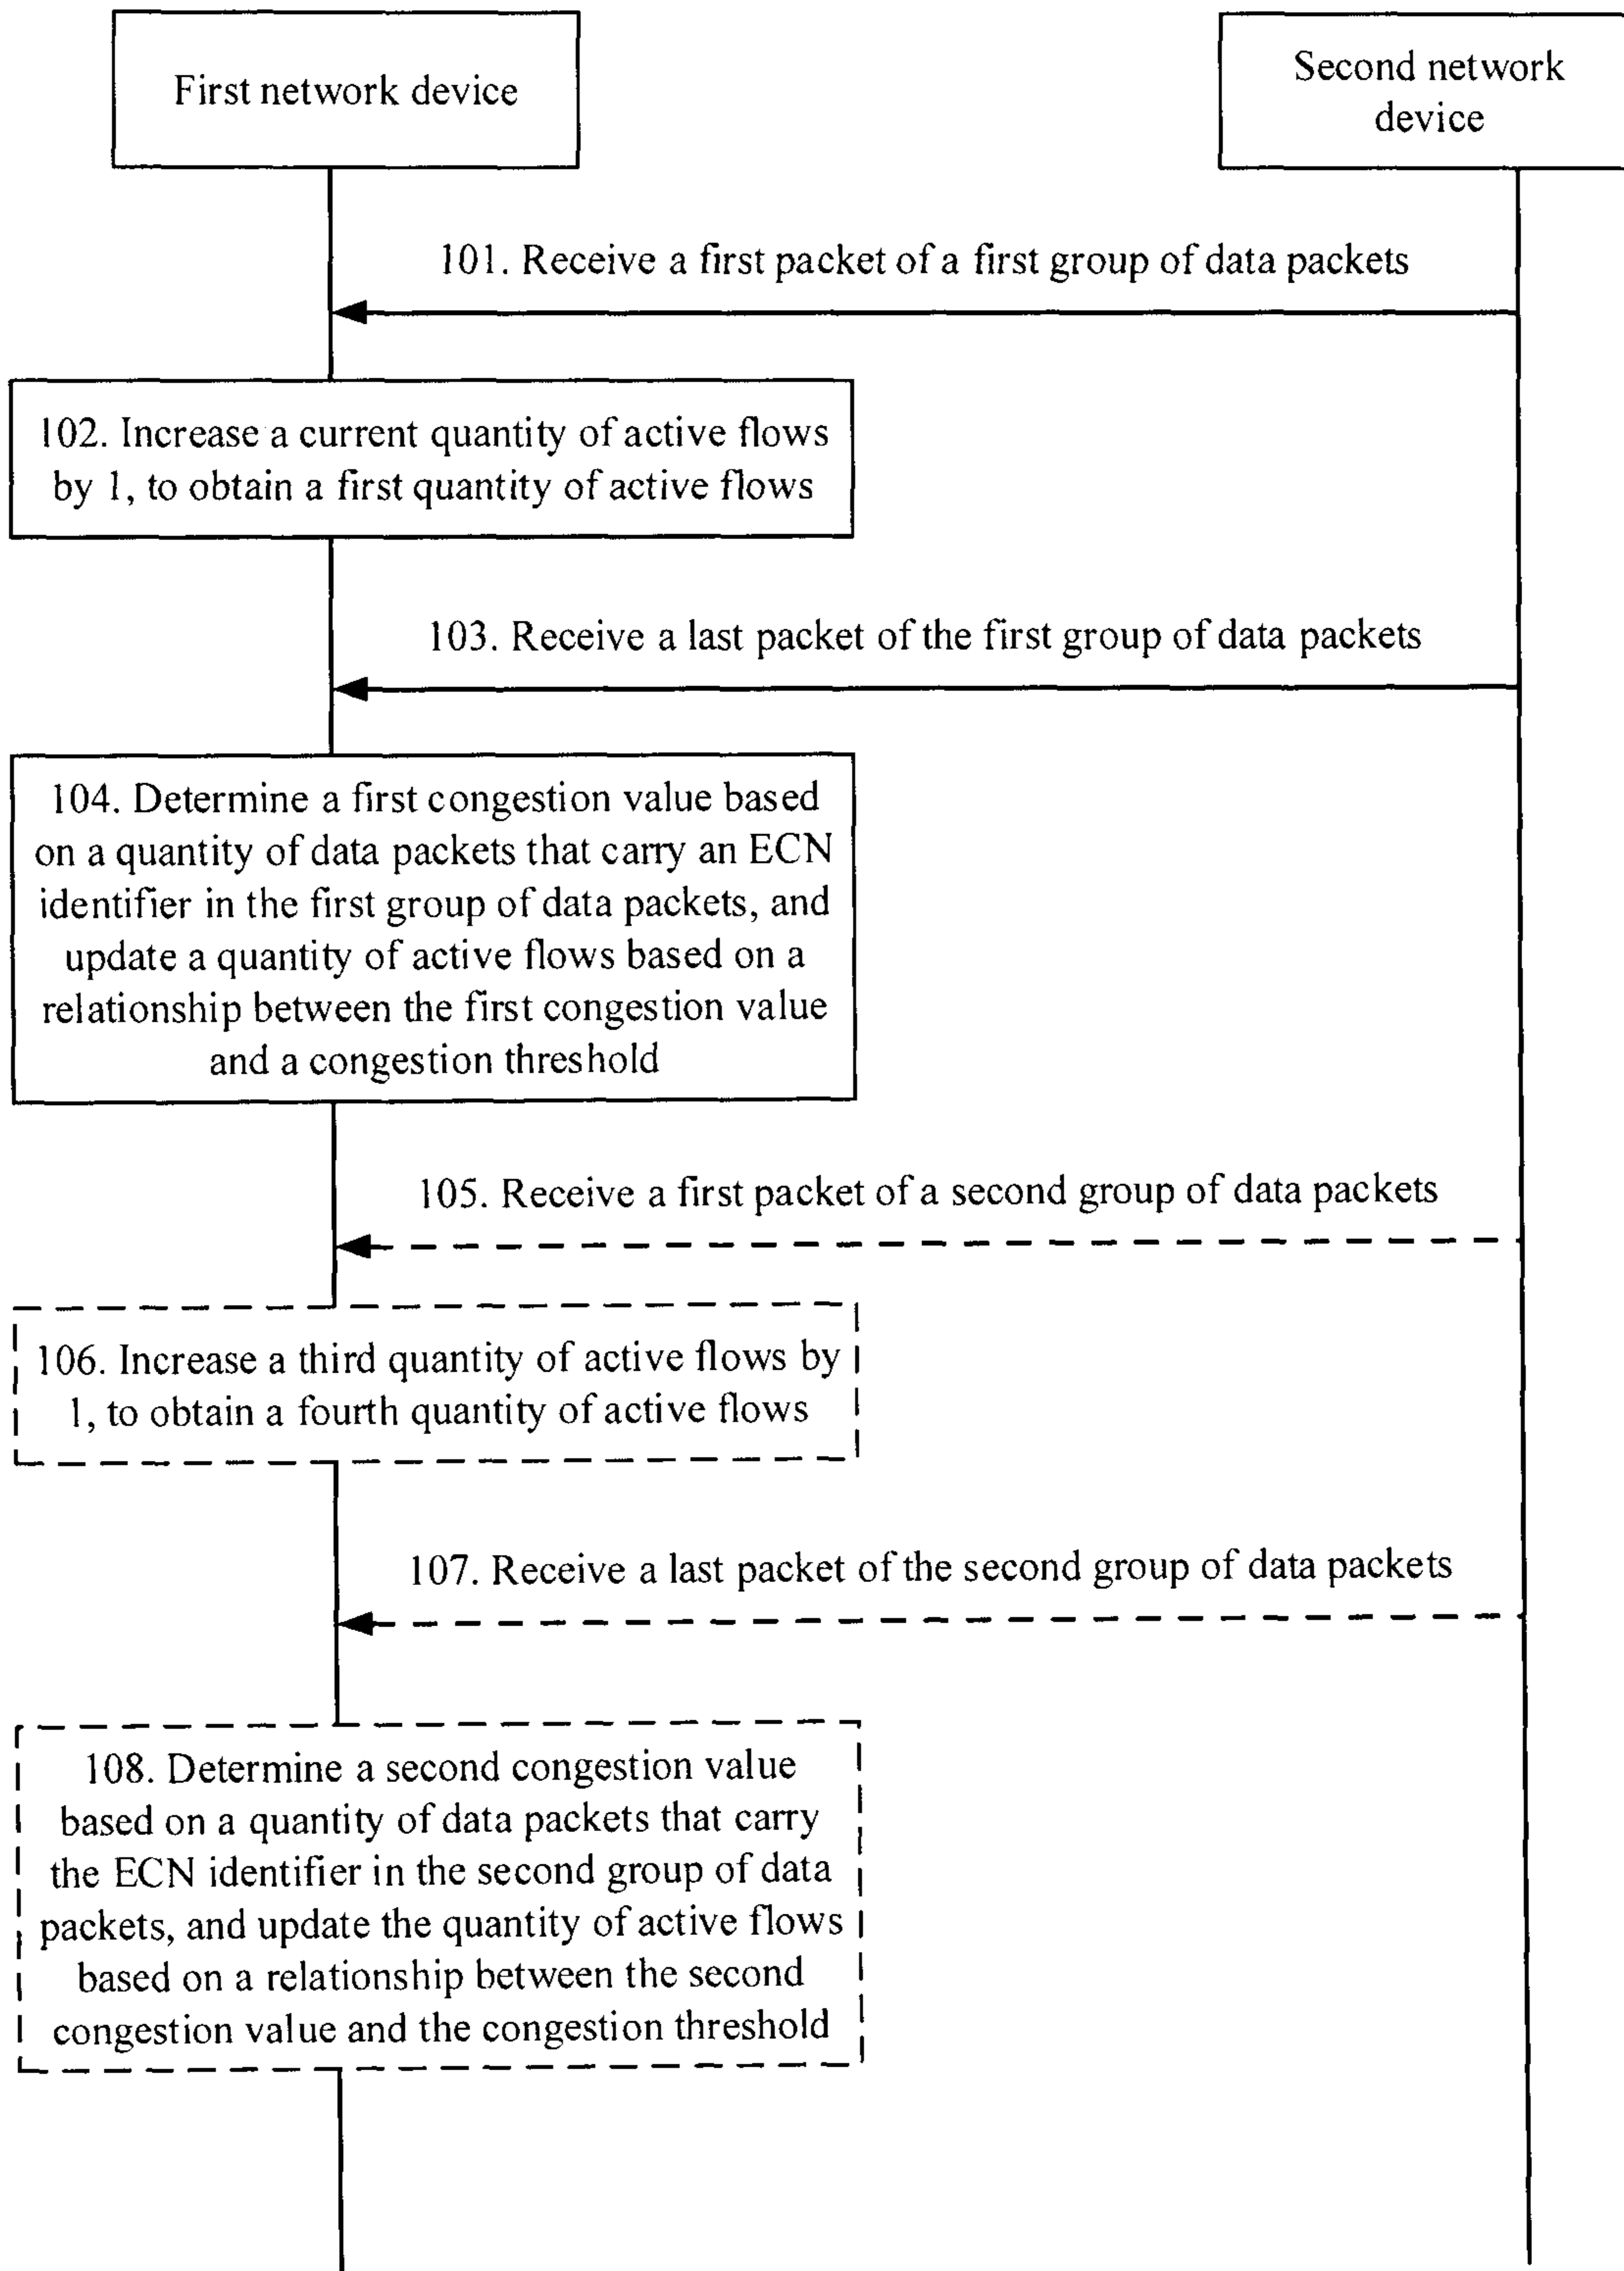 First network device
Second network
device
101. Receive a first packet of a first group of data packets
102. Increase a current quantity of active flows
by 1, to obtain a first quantity of active flows
103. Receive a last packet of the first group of data packets
104. Determine a first congestion value based
on a quantity of data packets that carry an ECN
identifier in the first group of data packets, and
update a quantity of active flows based on a
relationship between the first congestion value
and a congestion threshold
105. Receive a first packet of a second group of data packets
106. Increase a third quantity of active flows by
1, to obtain a fourth quantity of active flows
107. Receive a last packet of the second group of data packets
108. Determine a second congestion value
based on a quantity of data packets that carry
the ECN identifier in the second group of data
packets, and update the quantity of active flows
based on a relationship between the second
congestion value and the congestion threshold